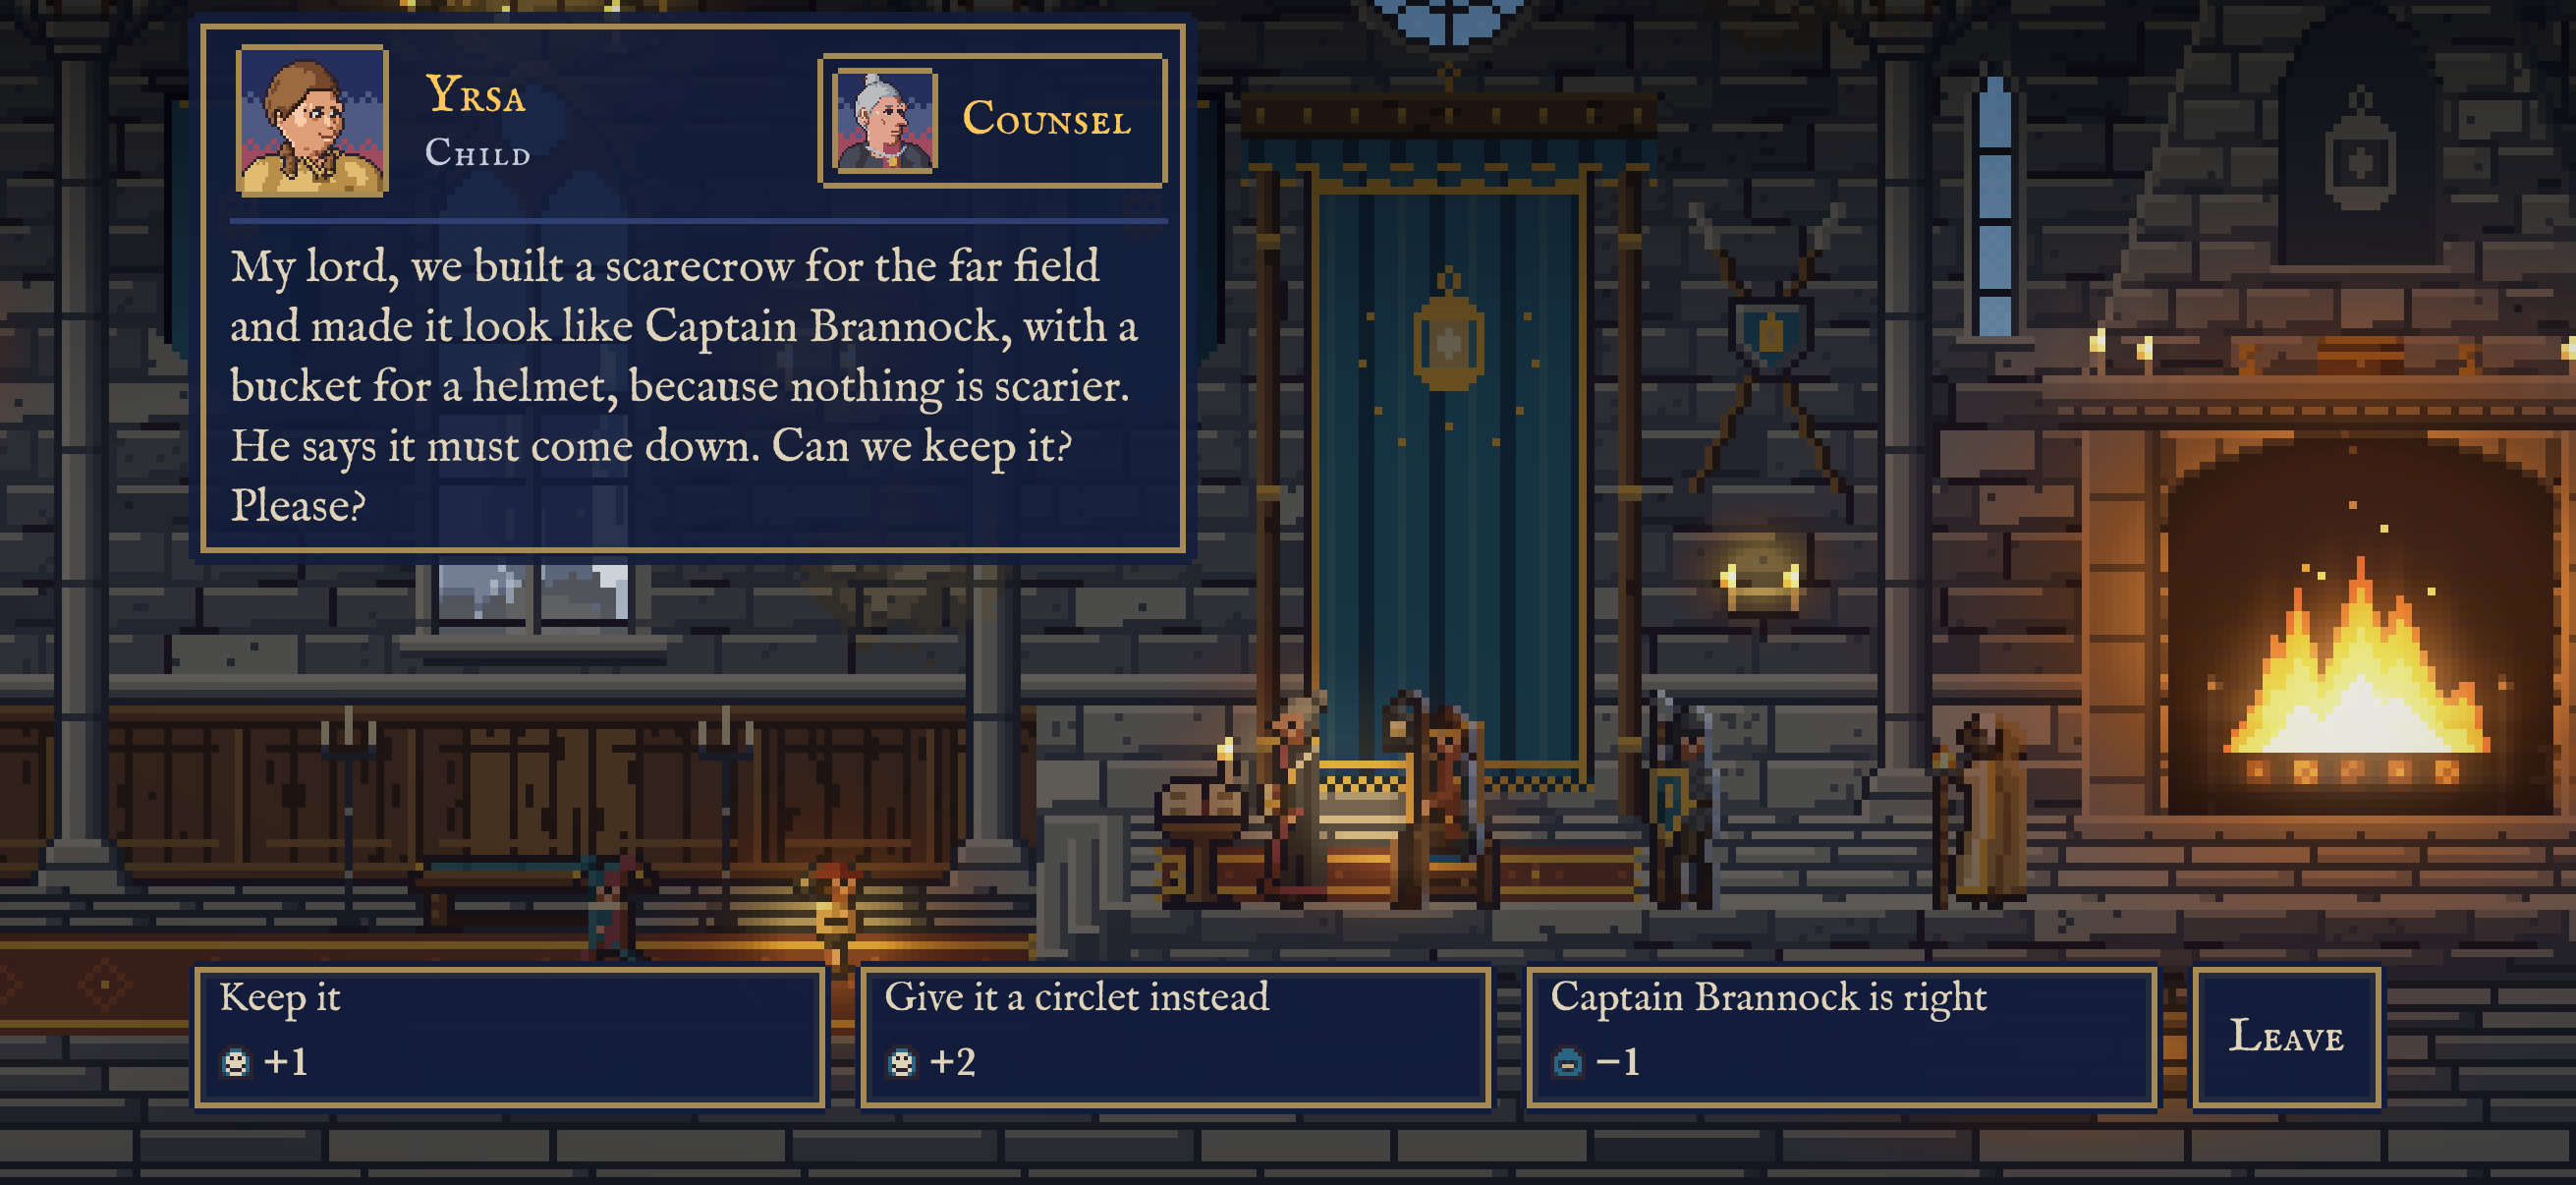 Yrsa
Child
Counsel
My lord, we built a scarecrow for the far field
and made it look like Captain Brannock, with a
bucket for a helmet, because nothing is scarier.
He says it must come down. Can we keep it?
Please?
Keep it
+1
Give it a circlet instead
+2
Captain Brannock is right
−1
Leave